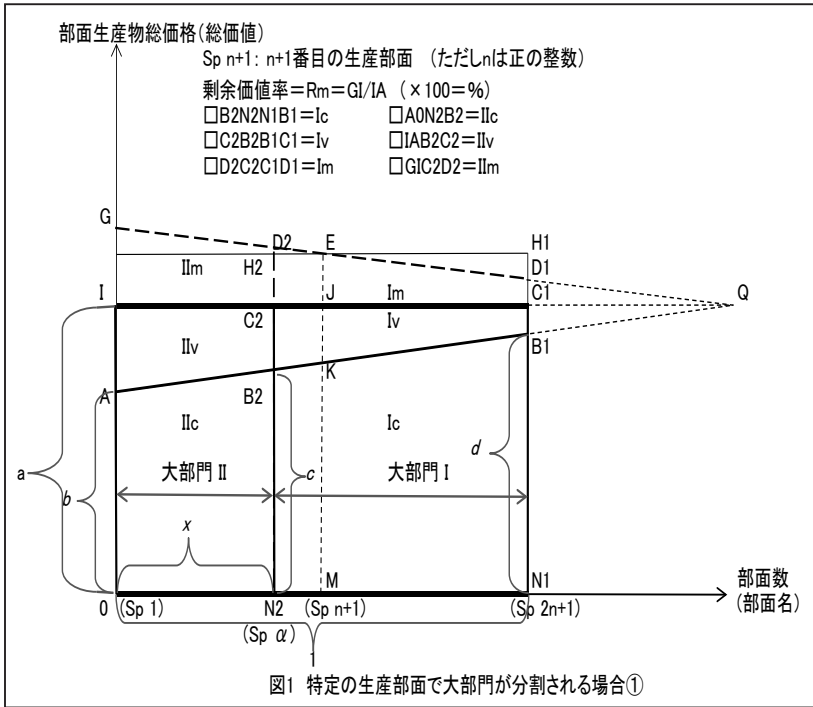 部面生産物総価格(総価値)
Sp n+1: n+1番目の生産部面 (ただしnは正の整数)
剰余価値率=Rm=GI/IA (×100=%)
□B2N2N1B1=Ic □A0N2B2=IIc
□C2B2B1C1=Iv □IAB2C2=IIv
□D2C2C1D1=Im □GIC2D2=IIm
G
D2 E H1
IIm H2 D1
I J Im C1 Q
C2 Iv
IIv B1
K
A B2
IIc Ic
a b c d
大部門 II 大部門 I
x
M N1 部面数
0 (Sp 1) N2 (Sp n+1) (Sp 2n+1) (部面名)
(Sp α)
1
図1 特定の生産部面で大部門が分割される場合①